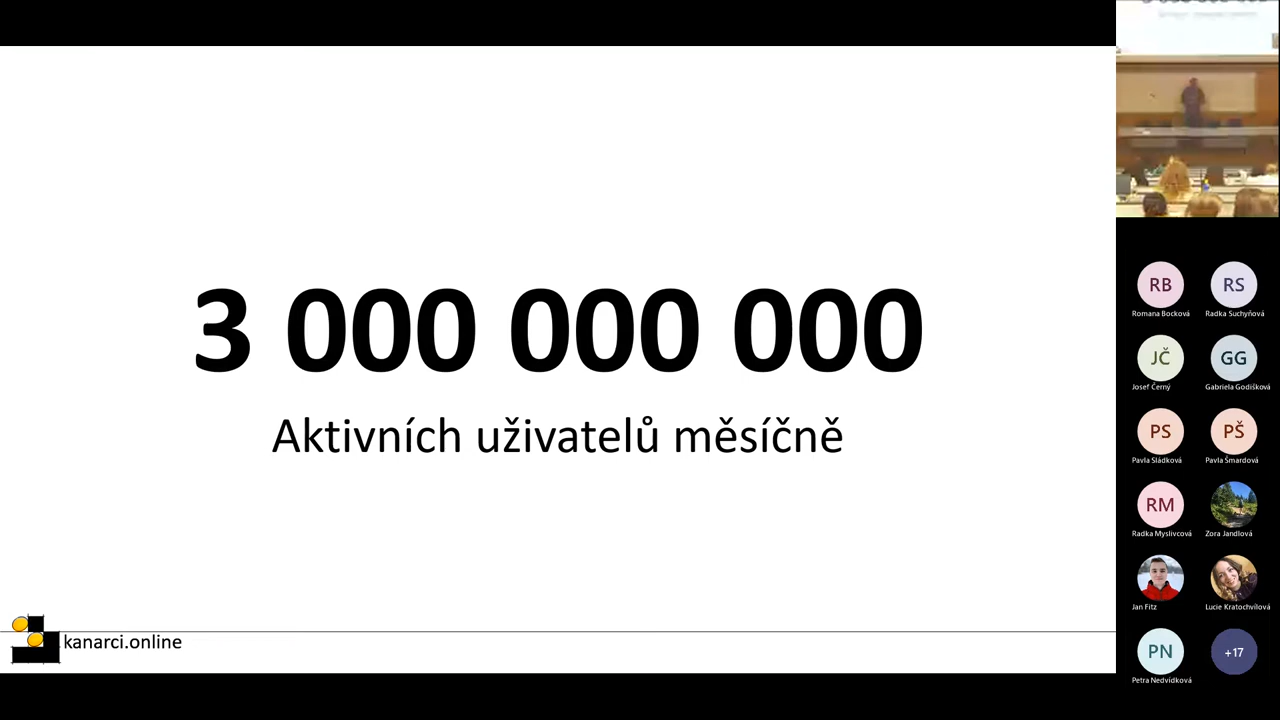 3 000 000 000
Aktivních uživatelů měsíčně
kanarci.online
RB
RS
Romana Bocková
Radka Suchyňová
JČ
GG
Josef Černý
Gabriela Godišková
PS
PŠ
Pavla Sládková
Pavla Šmardová
RM
Radka Myslivcová
Zora Jandlová
Jan Fitz
Lucie Kratochvílová
PN
+17
Petra Nedvídková